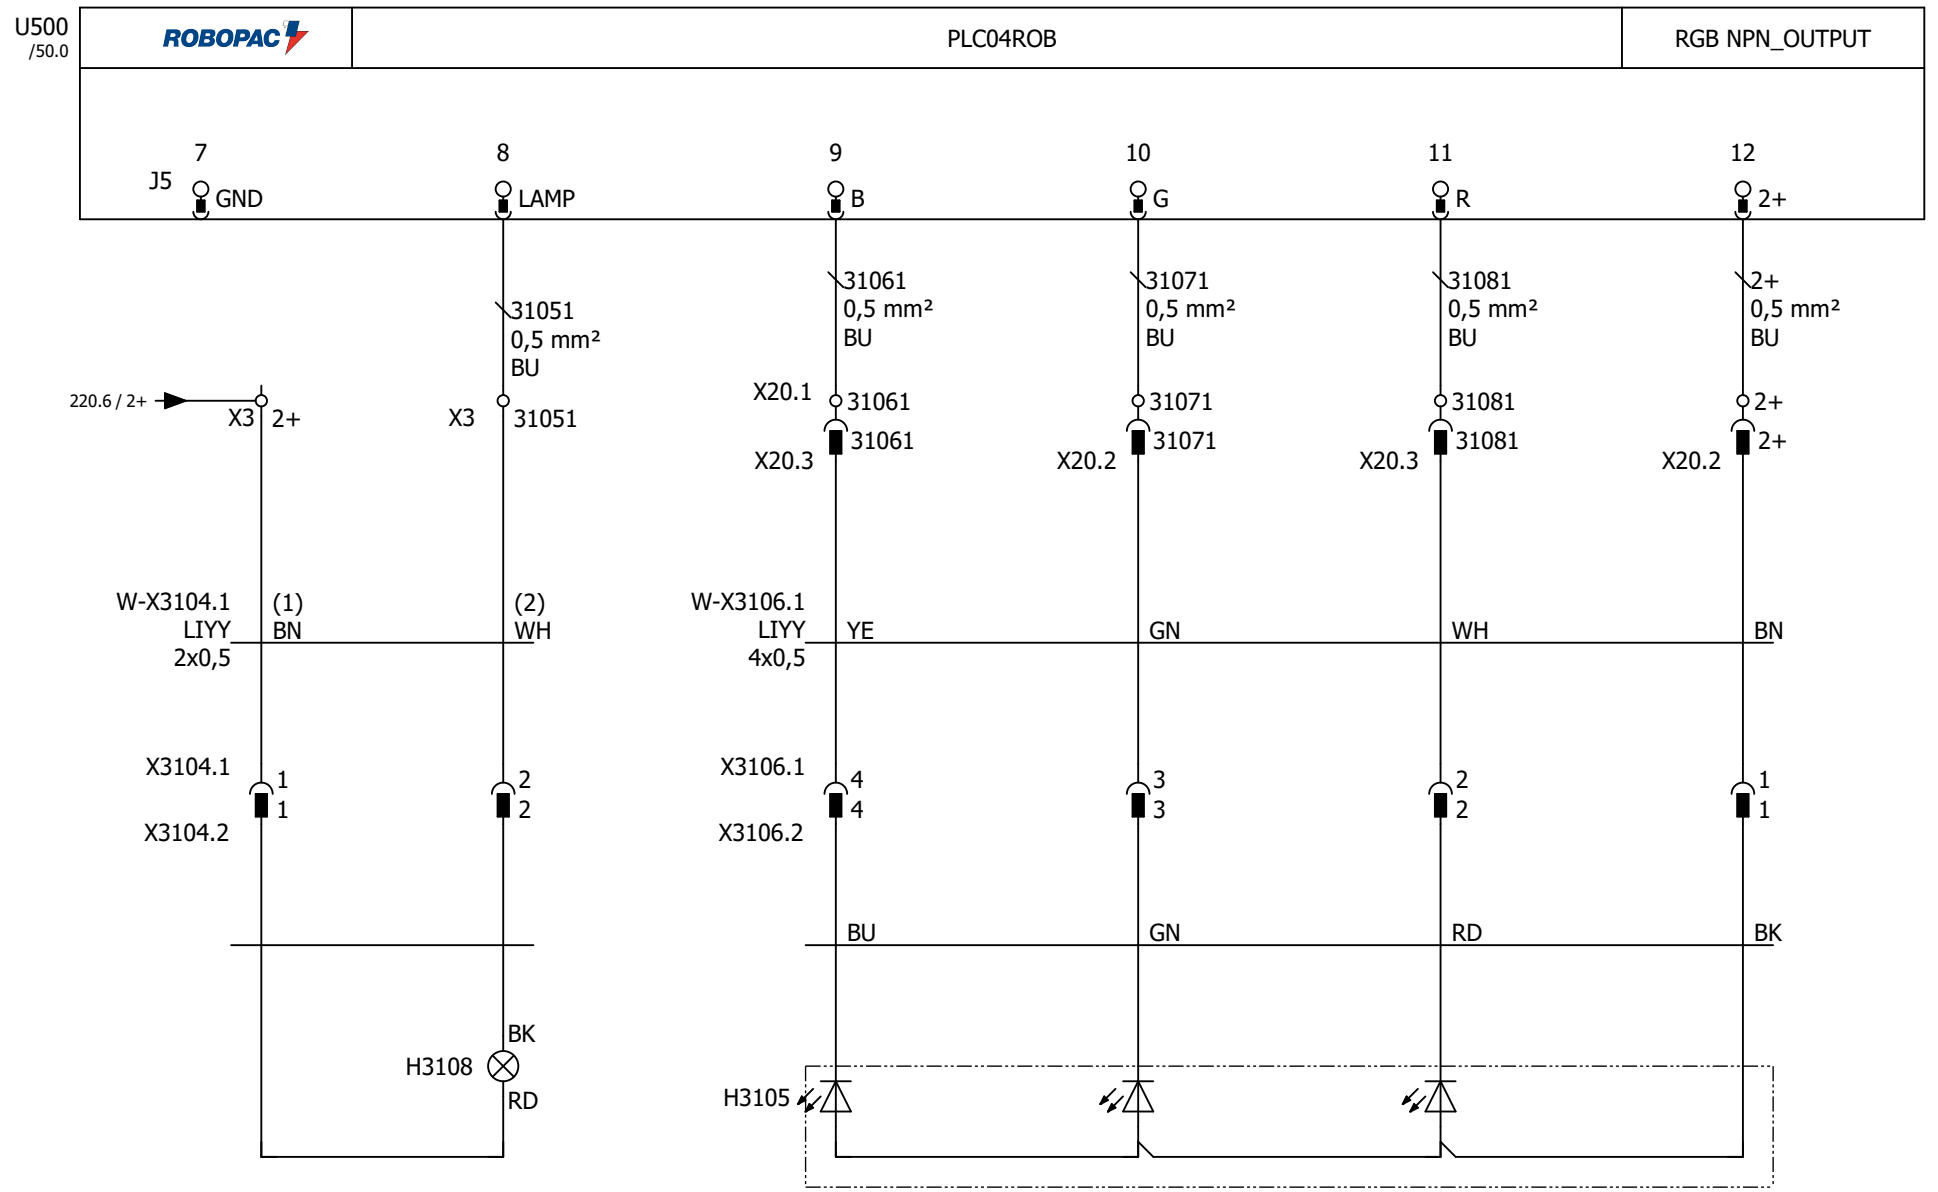 U500
/50.0
ROBOPAC
PLC04ROB
RGB NPN_OUTPUT
7
8
9
10
11
12
J5
GND
LAMP
B
G
R
2+
31051
0,5 mm²
BU
31061
0,5 mm²
BU
31071
0,5 mm²
BU
31081
0,5 mm²
BU
2+
0,5 mm²
BU
220.6 / 2+
X3
2+
X3
31051
X20.1
31061
31071
31081
2+
31061
31071
31081
2+
X20.3
X20.2
X20.3
X20.2
W-X3104.1
LIYY
2x0,5
(1)
BN
(2)
WH
W-X3106.1
LIYY
4x0,5
YE
GN
WH
BN
X3104.1
1
1
X3104.2
2
2
X3106.1
4
4
X3106.2
3
3
2
2
1
1
BU
GN
RD
BK
BK
H3108
RD
H3105